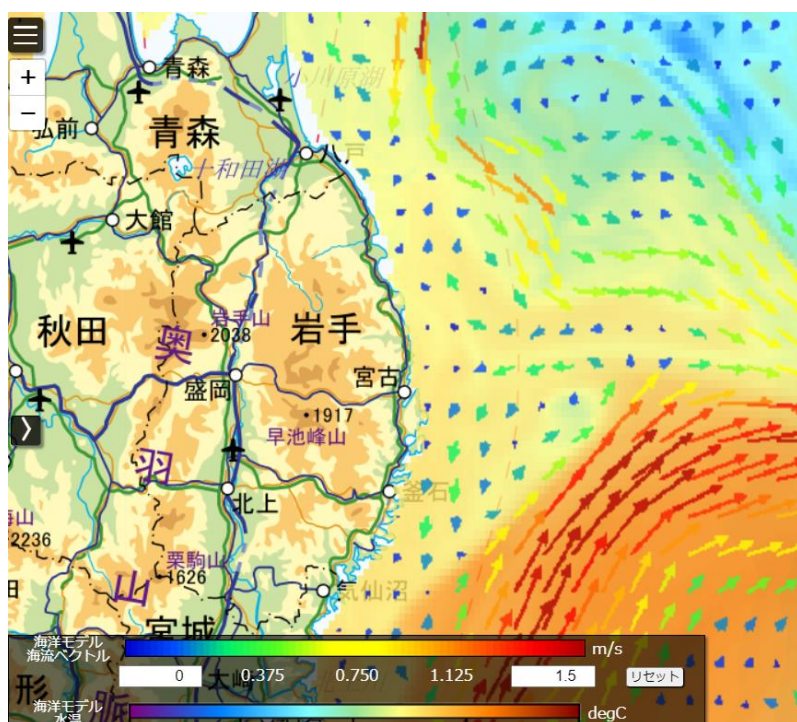 +
青森
小川原湖
−
弘前
青森
八戸
十和田湖
大館
岩手山
•2038
秋田
岩手
奥
盛岡
宮古
•1917
早池峰山
羽
釜石
北上
2236
栗駒山
1626
山
気仙沼
宮城
海洋モデル
海流ベクトル
m/s
0
0.375
0.750
1.125
1.5
リセット
形
大崎
脈
海洋モデル
水温
degC